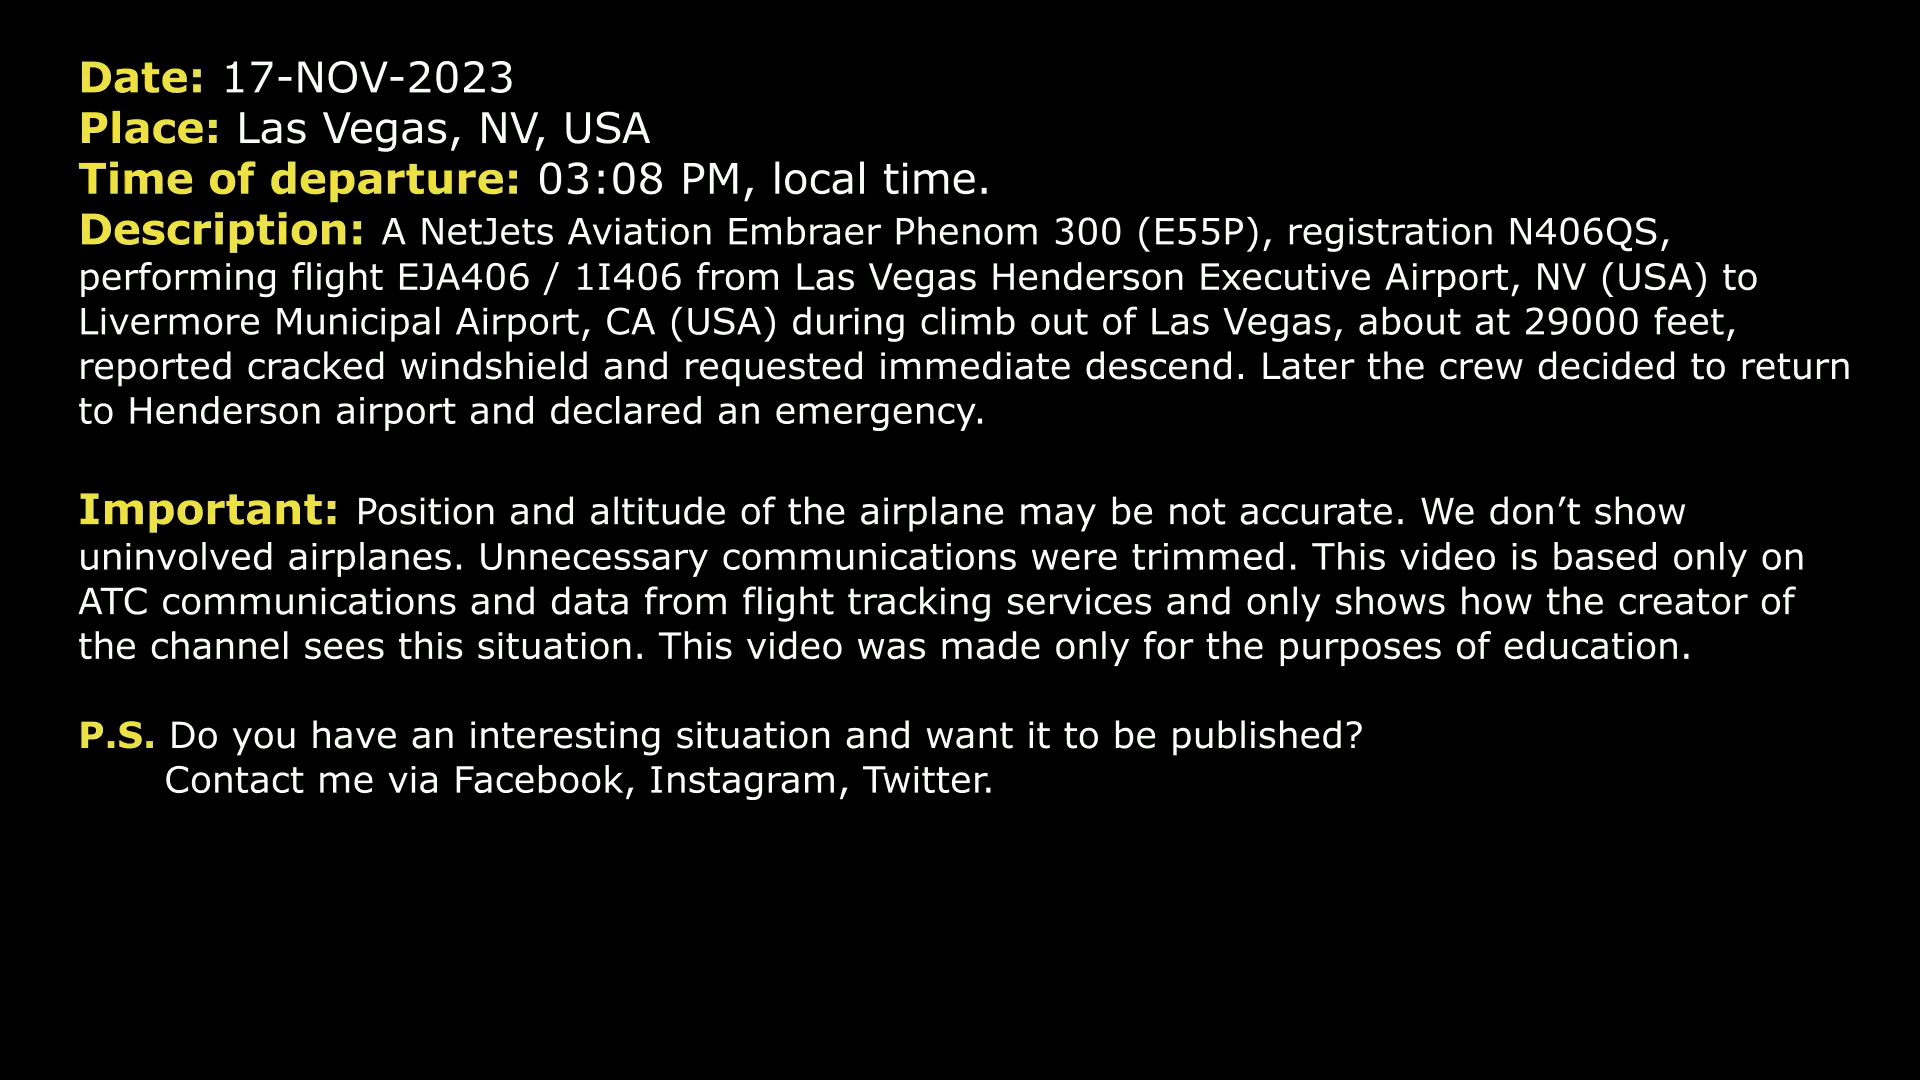 Date: 17-NOV-2023
Place: Las Vegas, NV, USA
Time of departure: 03:08 PM, local time.
Description: A NetJets Aviation Embraer Phenom 300 (E55P), registration N406QS,
performing flight EJA406 / 1I406 from Las Vegas Henderson Executive Airport, NV (USA) to
Livermore Municipal Airport, CA (USA) during climb out of Las Vegas, about at 29000 feet,
reported cracked windshield and requested immediate descend. Later the crew decided to return
to Henderson airport and declared an emergency.
Important: Position and altitude of the airplane may be not accurate. We don’t show
uninvolved airplanes. Unnecessary communications were trimmed. This video is based only on
ATC communications and data from flight tracking services and only shows how the creator of
the channel sees this situation. This video was made only for the purposes of education.
P.S. Do you have an interesting situation and want it to be published?
Contact me via Facebook, Instagram, Twitter.